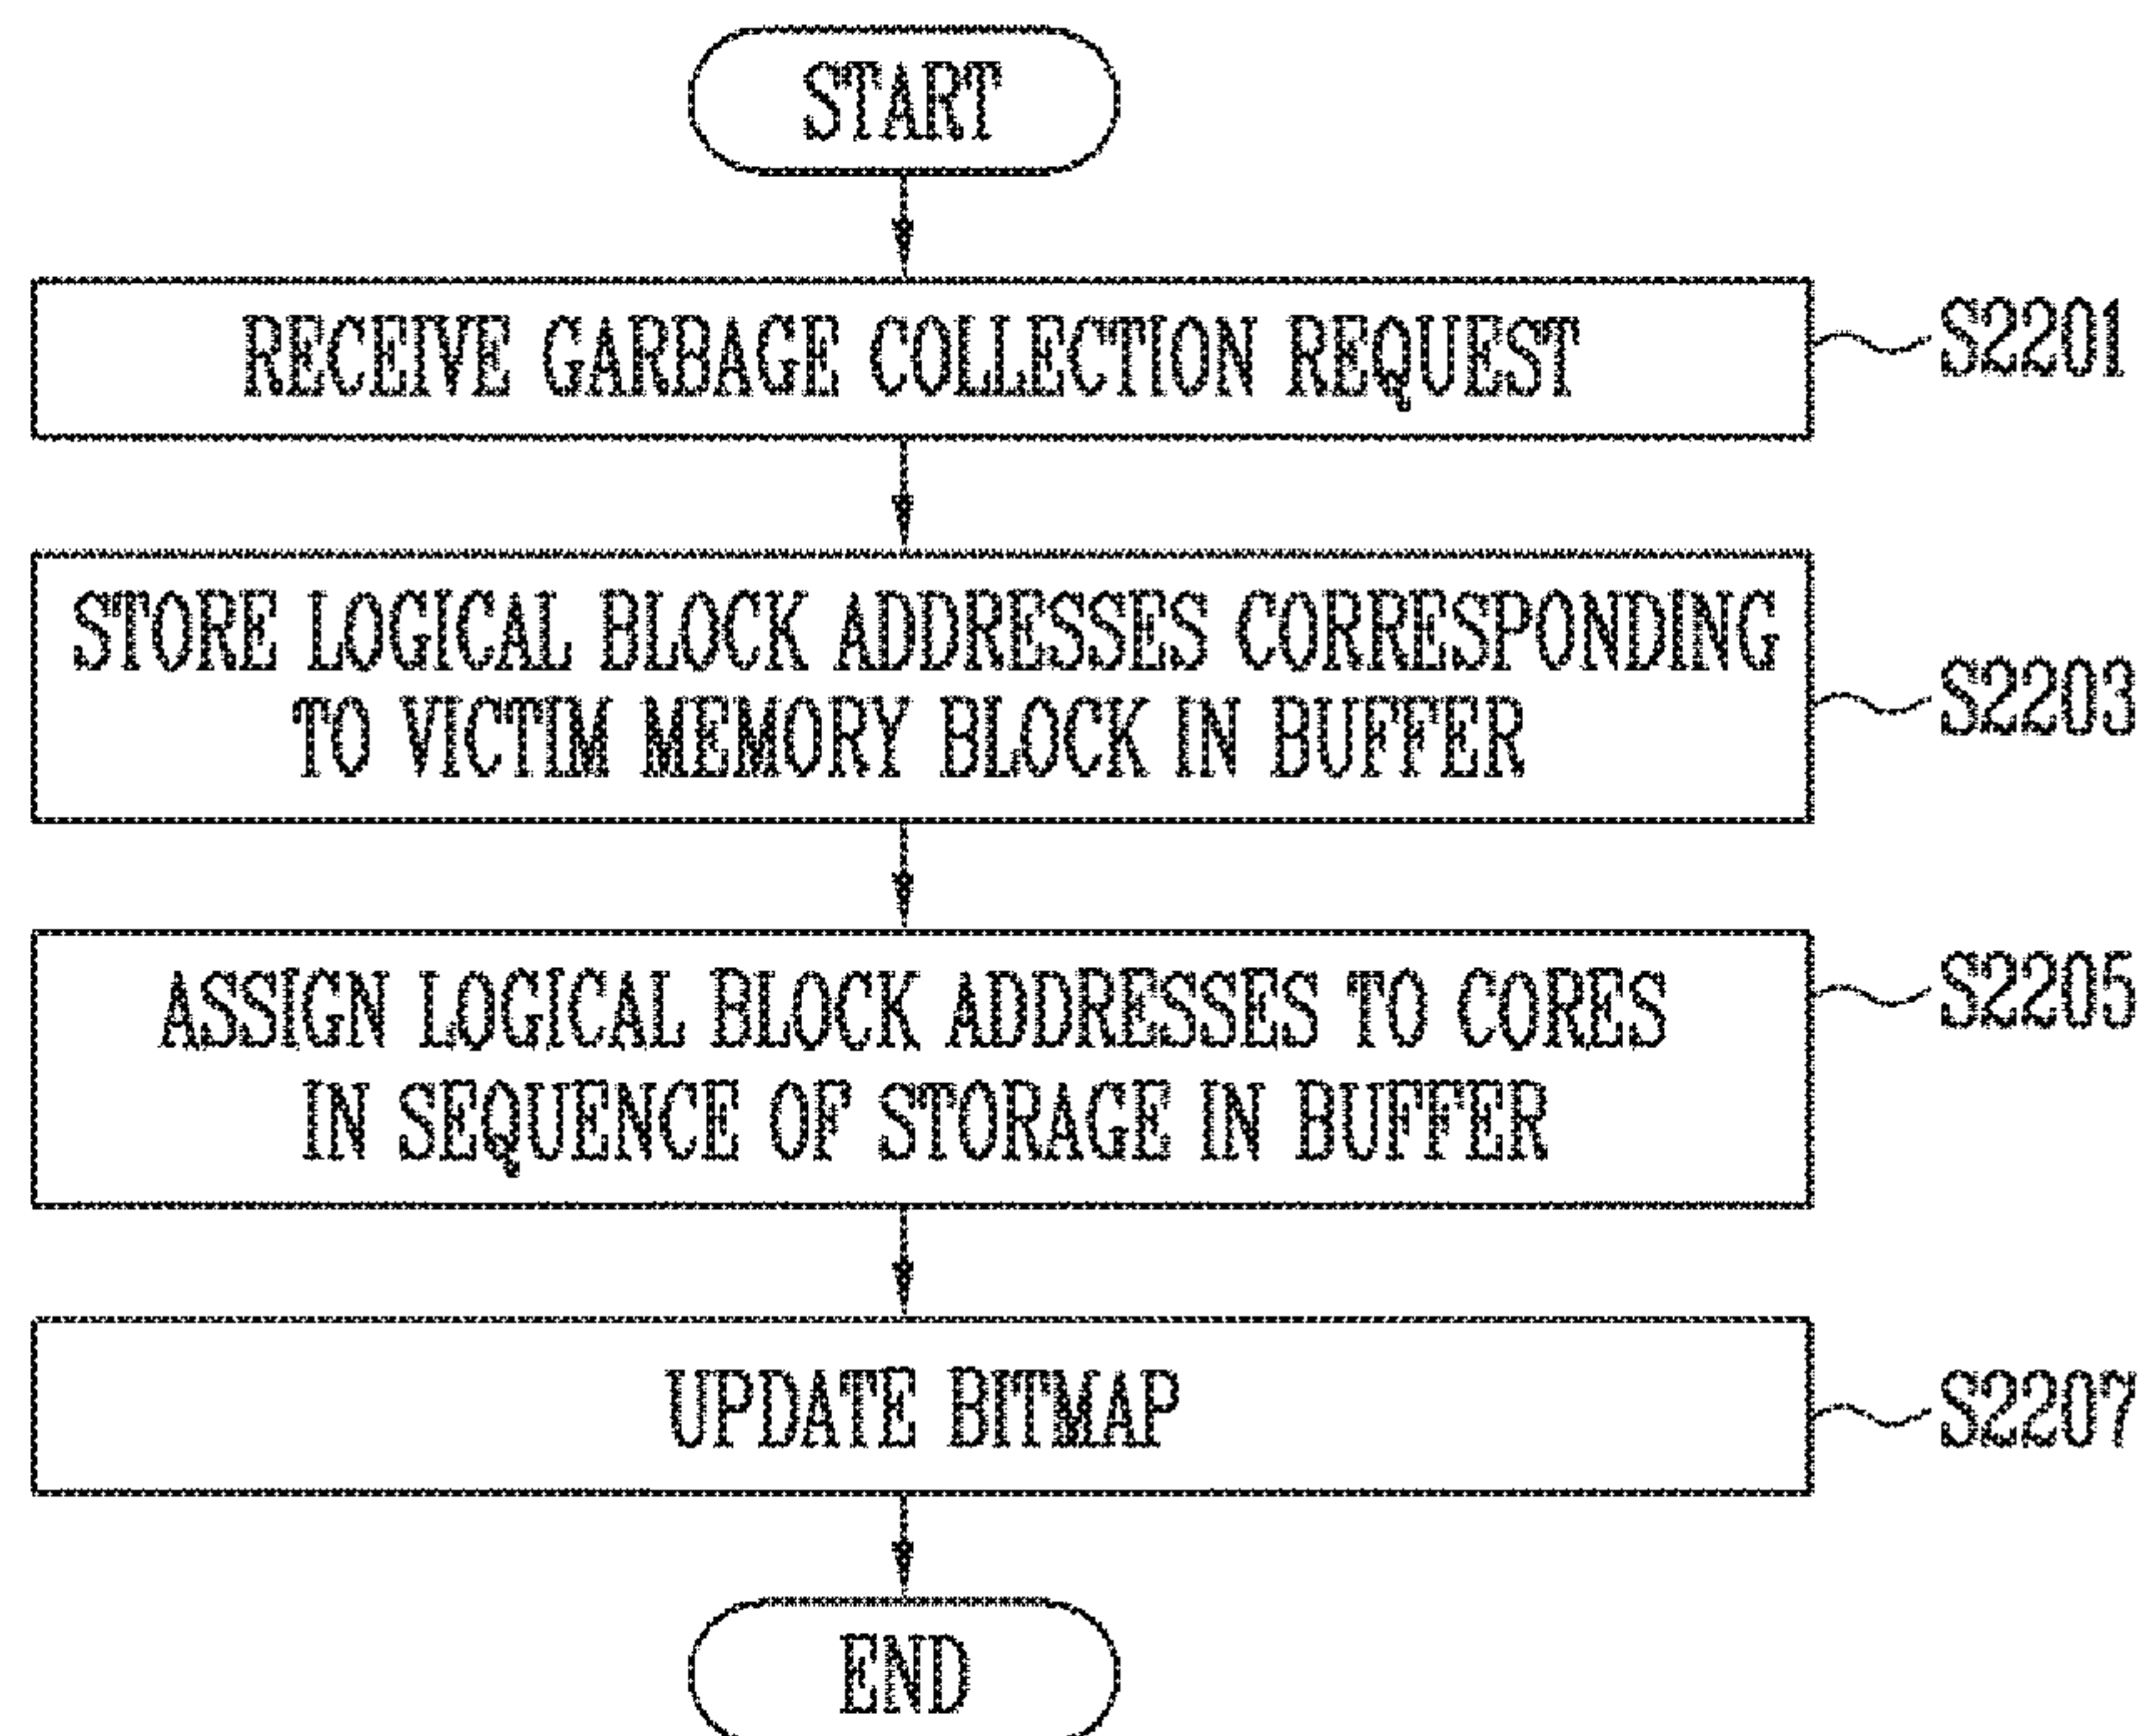 START
RECEIVE GARBAGE COLLECTION REQUEST
S2201
STORE LOGICAL BLOCK ADDRESSES CORRESPONDING
TO VICTIM MEMORY BLOCK IN BUFFER
S2203
ASSIGN LOGICAL BLOCK ADDRESSES TO CORES
IN SEQUENCE OF STORAGE IN BUFFER
S2205
UPDATE BITMAP
S2207
END